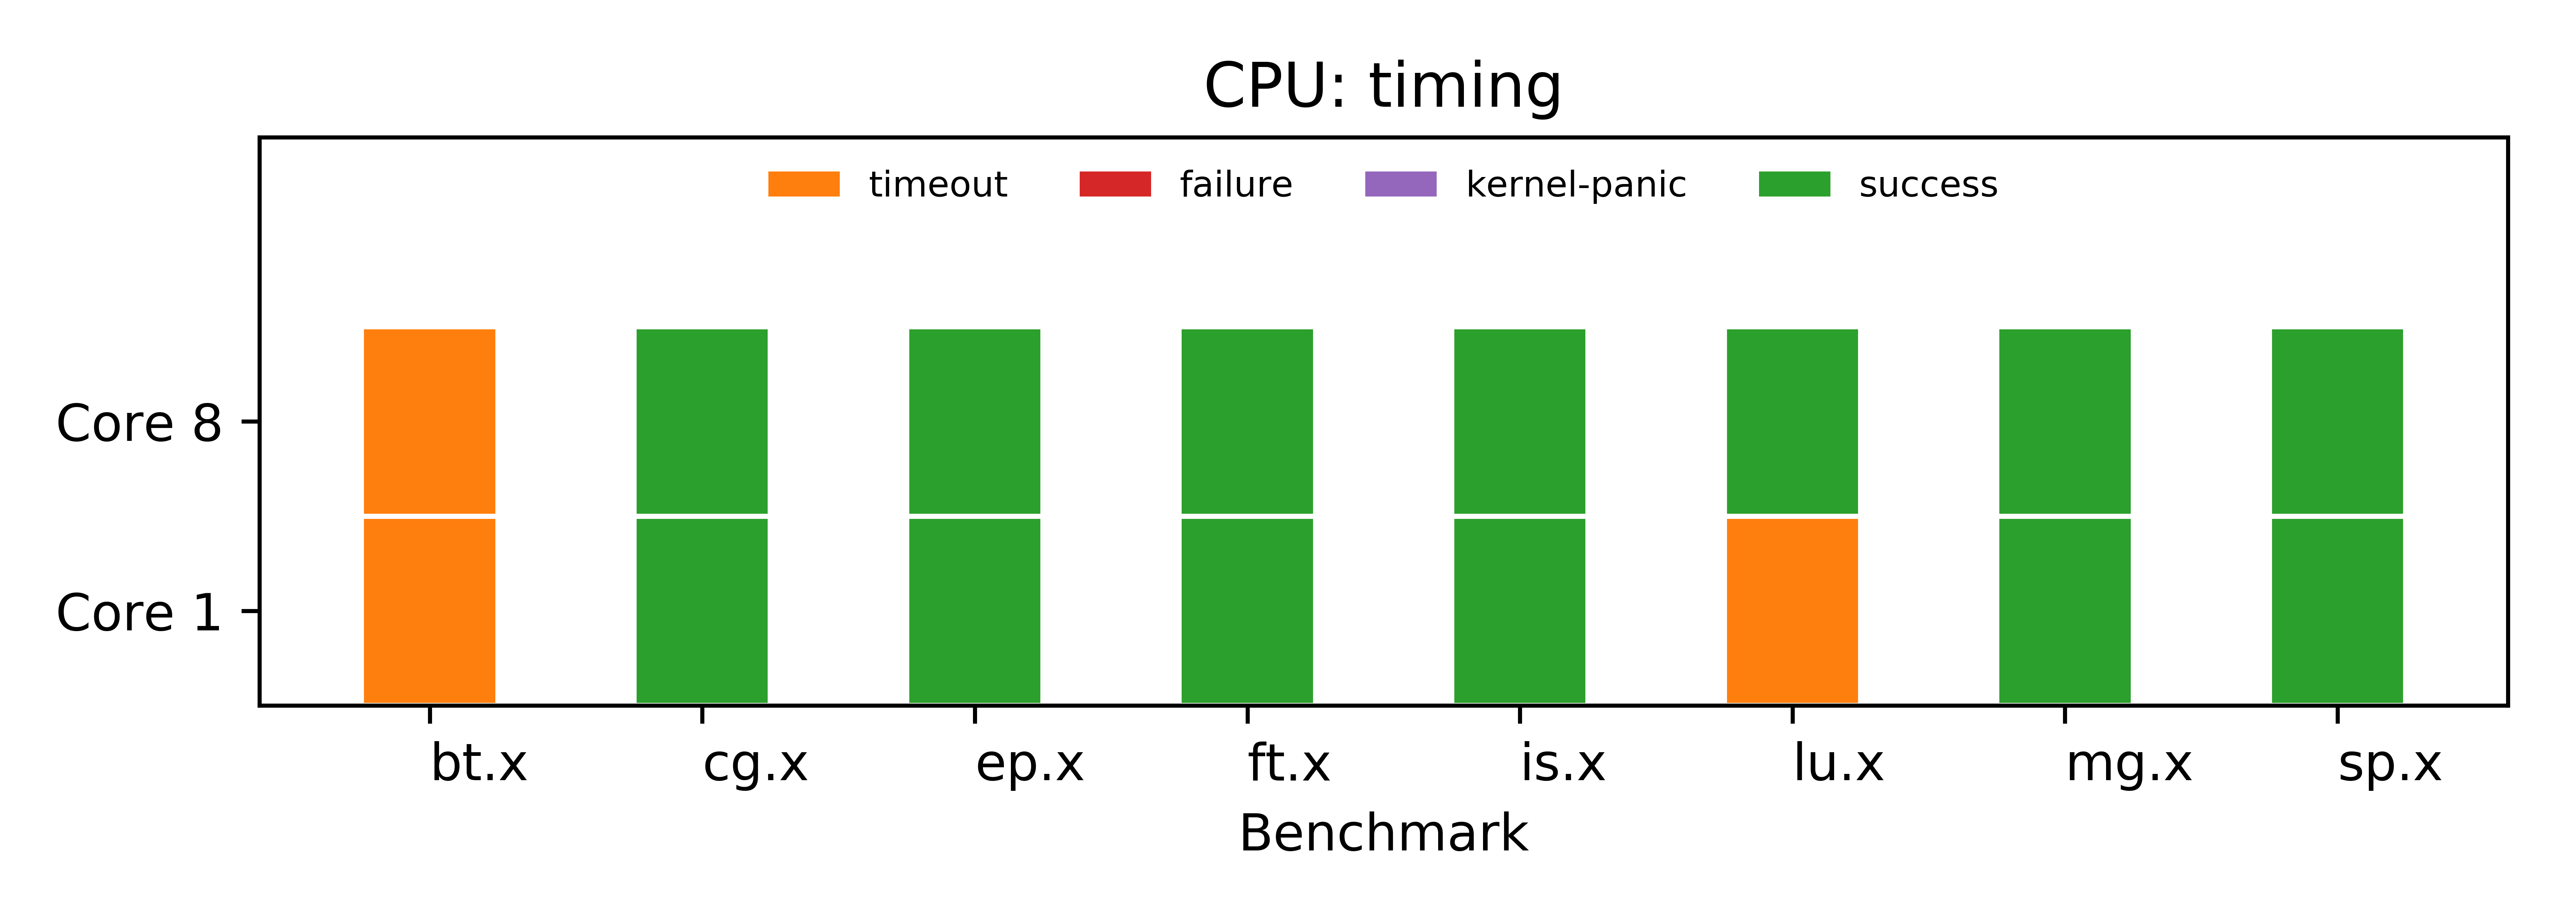 CPU: timing
timeout failure kernel-panic success
Core 8
Core 1
bt.x cg.x ep.x ft.x is.x lu.x mg.x sp.x
Benchmark